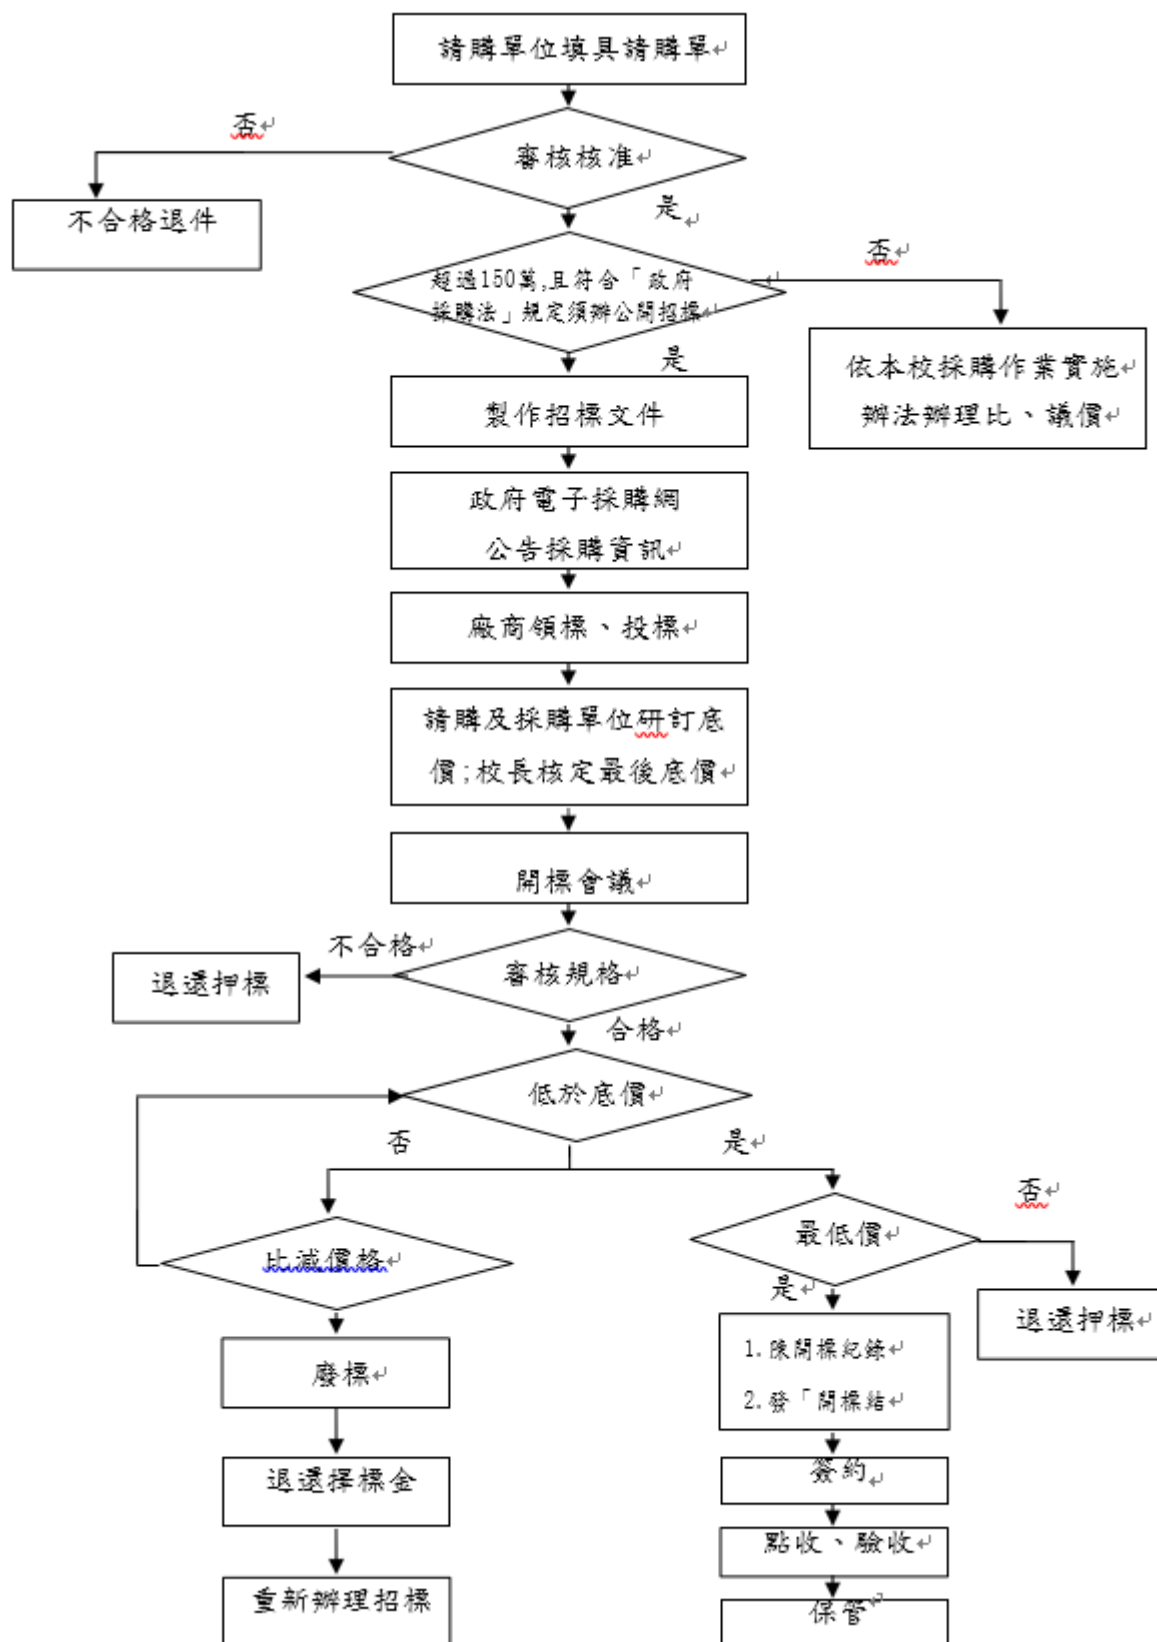 請購單位填具請購單
否
審核核准
不合格退件
是
超過150萬,且符合「政府
採購法」規定須辦公開招標
否
是
依本校採購作業實施
辦法辦理比、議價
製作招標文件
政府電子採購網
公告採購資訊
廠商領標、投標
請購及採購單位研訂底
價;校長核定最後底價
開標會議
不合格
審核規格
退還押標
合格
低於底價
否
是
否
比減價格
最低價
是
退還押標
廢標
1.陳開標紀錄
2.發「開標結
退還擇標金
簽約
點收、驗收
重新辦理招標
保管